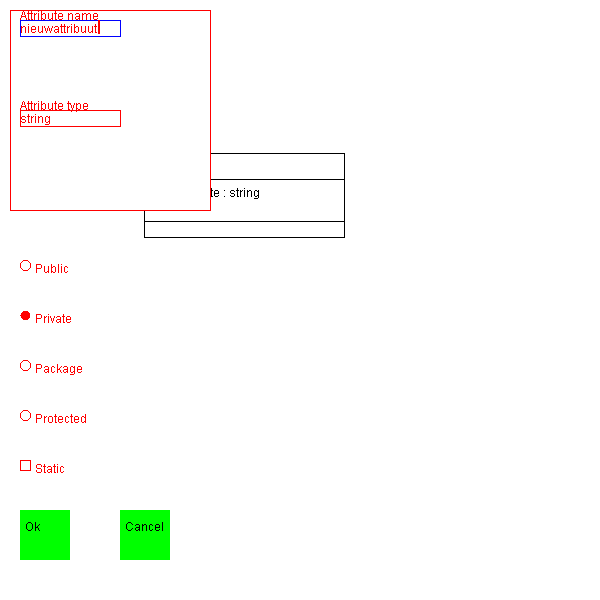 Attribute name
nieuwattribuut
Attribute type
string
te : string
Public
Private
Package
Protected
Static
Ok
Cancel